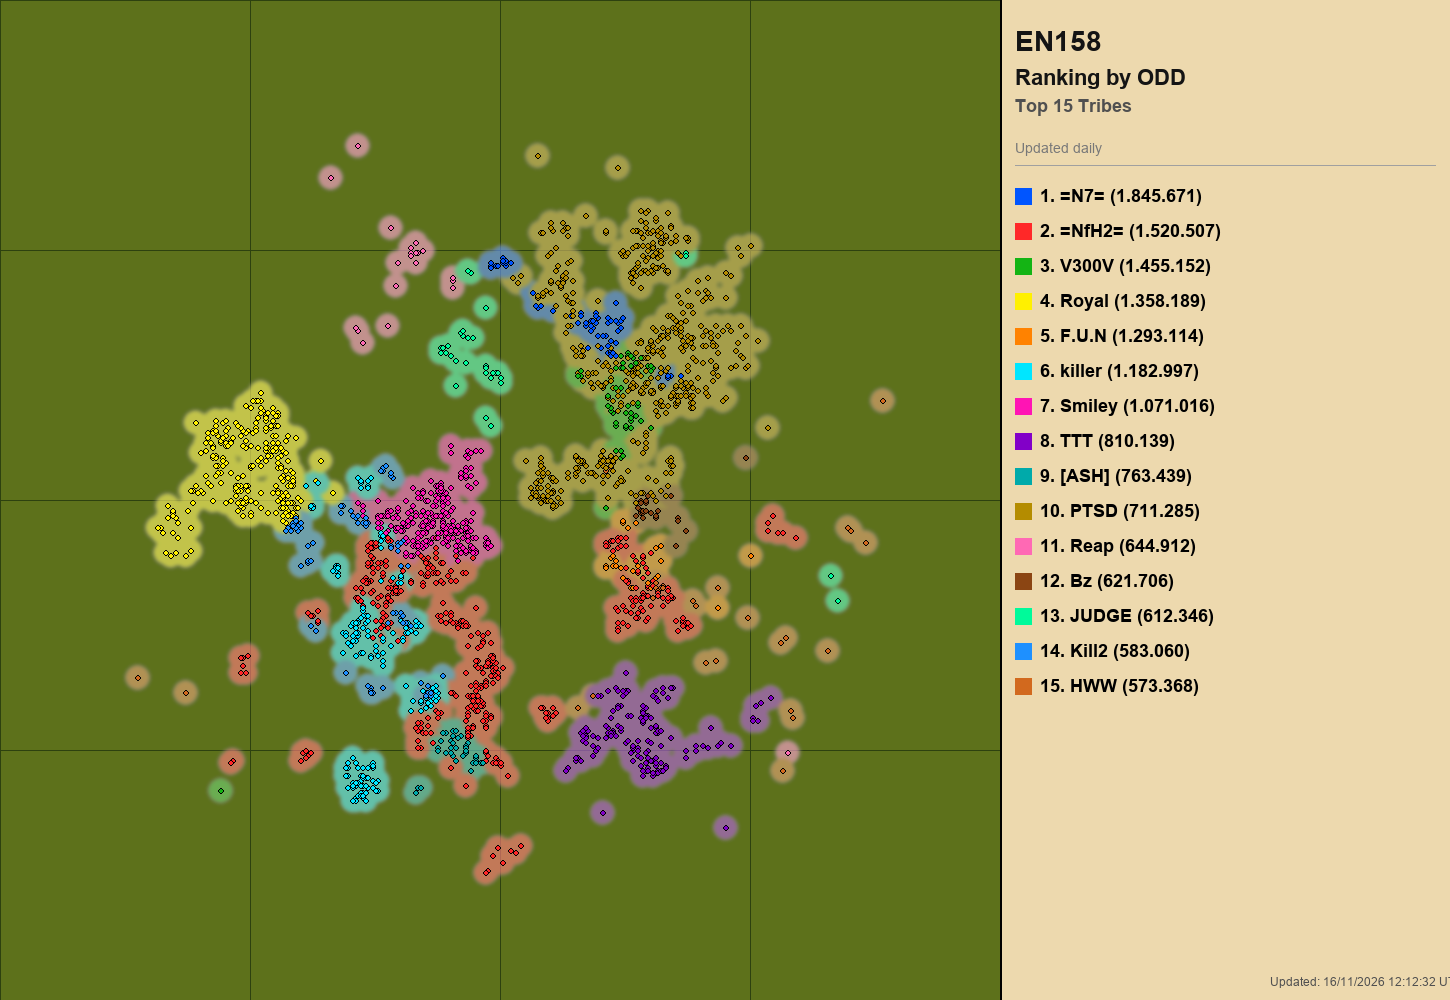 EN158
Ranking by ODD
Top 15 Tribes
Updated daily
1. =N7= (1.845.671)
2. =NfH2= (1.520.507)
3. V300V (1.455.152)
4. Royal (1.358.189)
5. F.U.N (1.293.114)
6. killer (1.182.997)
7. Smiley (1.071.016)
8. TTT (810.139)
9. [ASH] (763.439)
10. PTSD (711.285)
11. Reap (644.912)
12. Bz (621.706)
13. JUDGE (612.346)
14. Kill2 (583.060)
15. HWW (573.368)
Updated: 16/11/2026 12:12:32 U